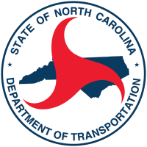 STATE OF NORTH CAROLINA
DEPARTMENT OF TRANSPORTATION